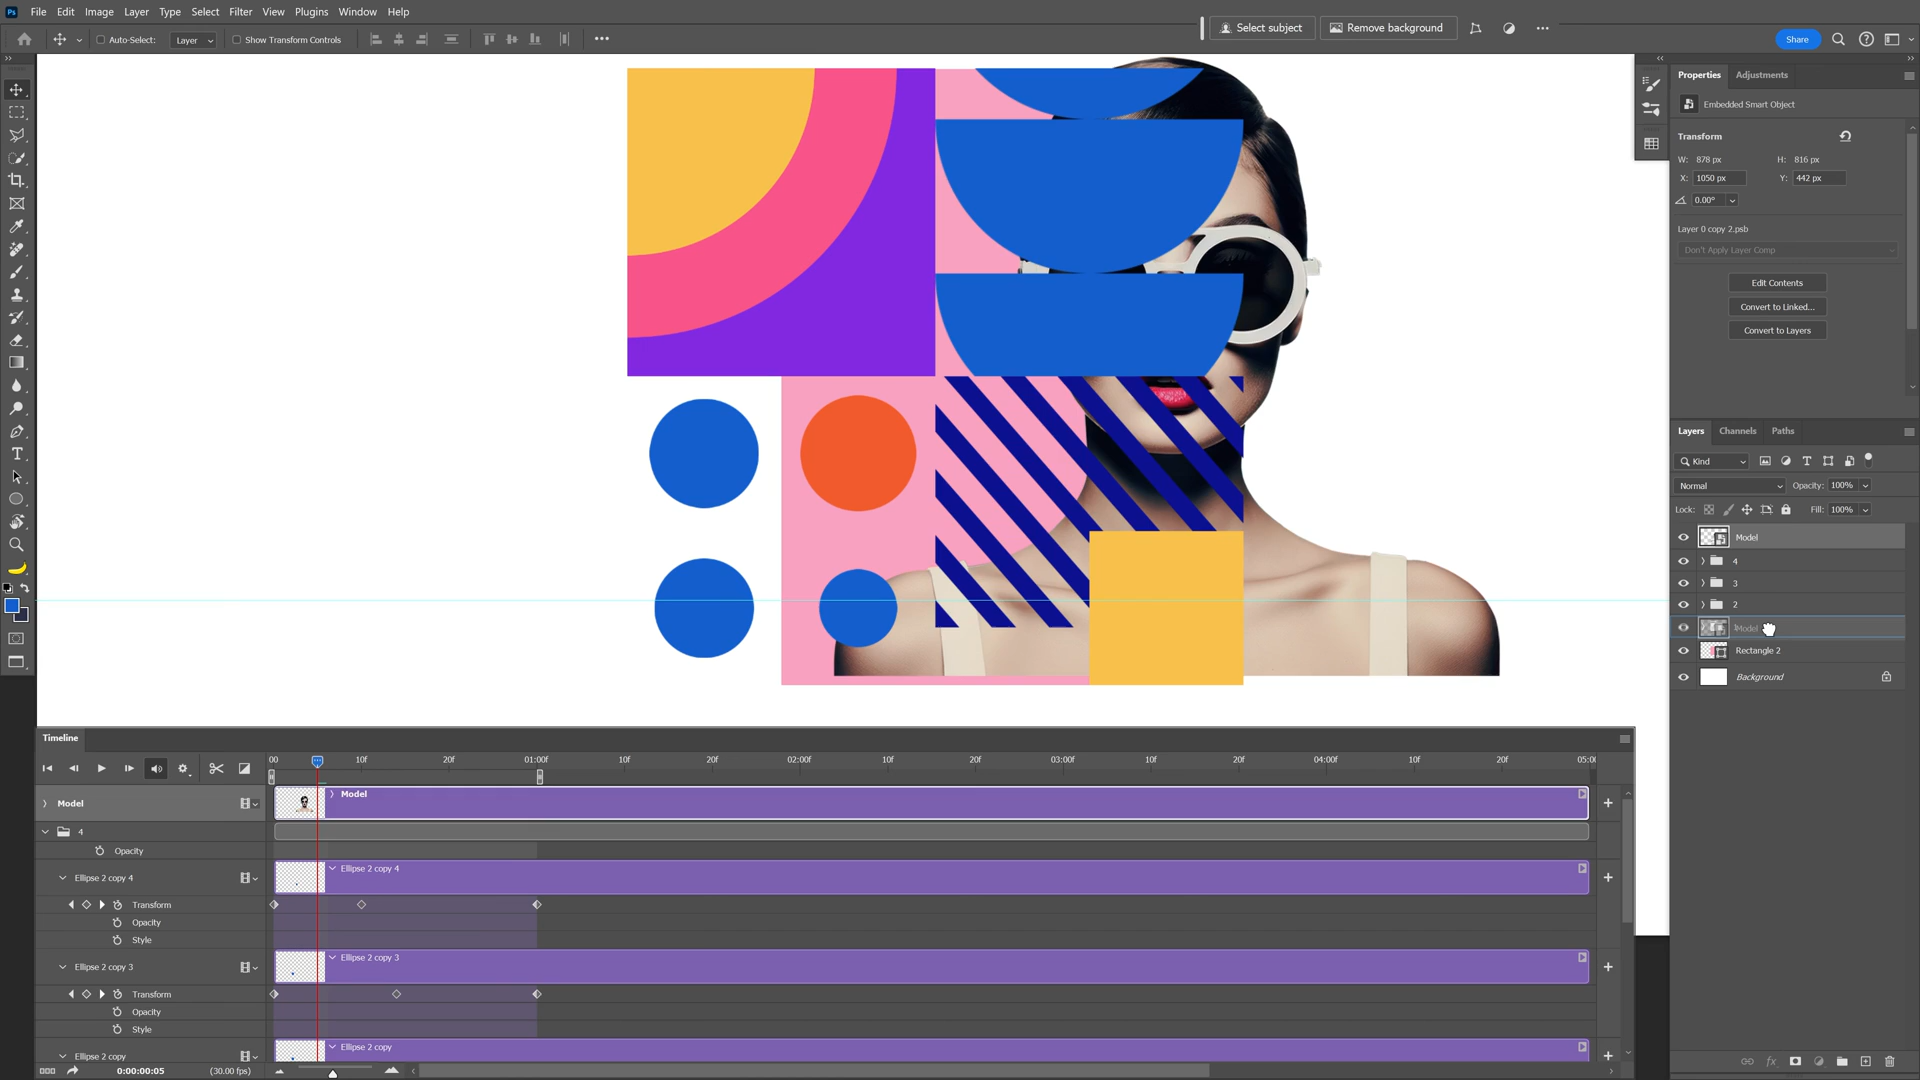 Ps File Edit Image Layer Type Select Filter View Plugins Window Help
Auto-Select: Layer Show Transform Controls
Select subject Remove background
Share
Properties Adjustments
Embedded Smart Object
Transform
W: 878 px H: 816 px
X: 1050 px Y: 442 px
0.00°
Layer 0 copy 2.psb
Don't Apply Layer Comp
Edit Contents
Convert to Linked...
Convert to Layers
Layers Channels Paths
Kind
Normal Opacity: 100%
Lock: Fill: 100%
Model
4
3
2
Model
Rectangle 2
Background
Timeline
00 10f 20f 01:00f 10f 20f 02:00f 10f 20f 03:00f 10f 20f 04:00f 10f 20f 05:0
Model Model
4
Opacity
Ellipse 2 copy 4 Ellipse 2 copy 4
Transform
Opacity
Style
Ellipse 2 copy 3 Ellipse 2 copy 3
Transform
Opacity
Style
Ellipse 2 copy Ellipse 2 copy
0:00:00:05 (30.00 fps)